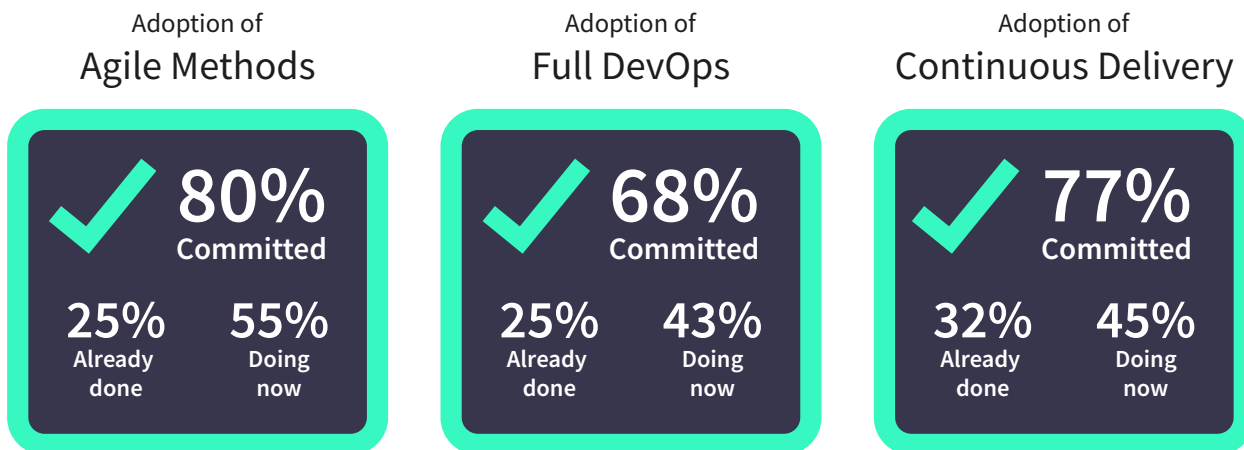 Adoption of
Agile Methods
80%
Committed
25%
Already
done
55%
Doing
now
Adoption of
Full DevOps
68%
Committed
25%
Already
done
43%
Doing
now
Adoption of
Continuous Delivery
77%
Committed
32%
Already
done
45%
Doing
now